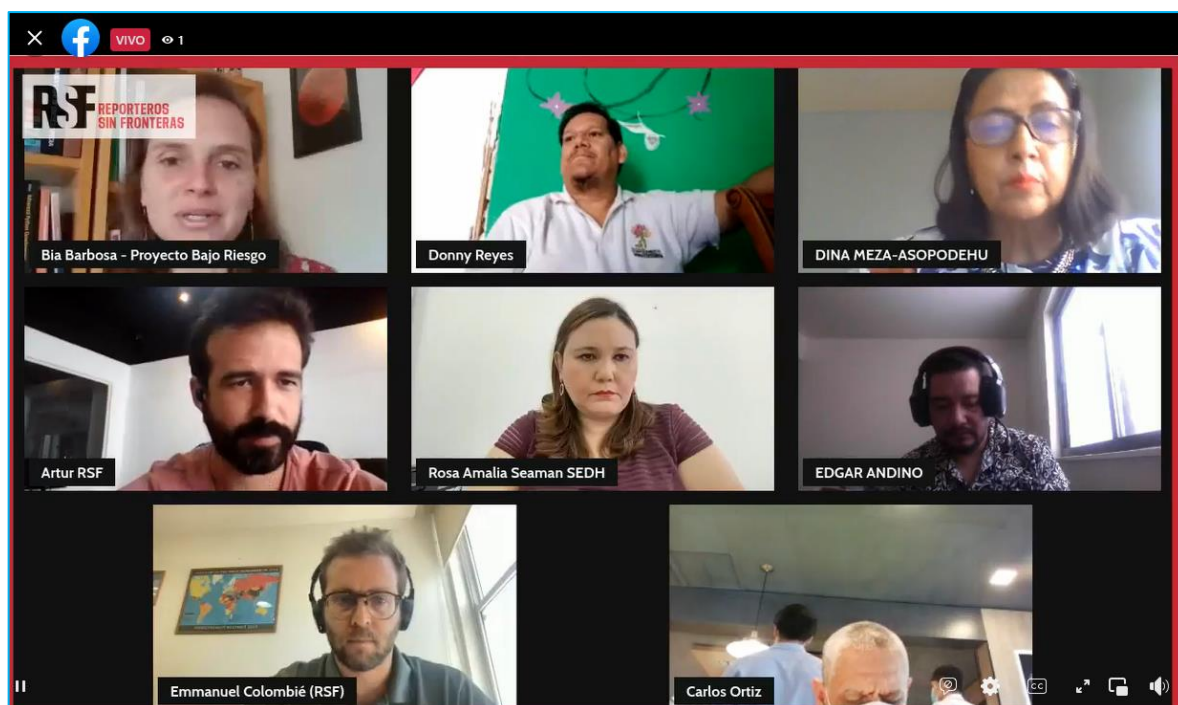 VIVO 1
RSF REPORTEROS
SIN FRONTERAS
Bia Barbosa - Proyecto Bajo Riesgo
Donny Reyes
DINA MEZA-ASOPODEHU
Artur RSF
Rosa Amalia Seaman SEDH
EDGAR ANDINO
Emmanuel Colombié (RSF)
Carlos Ortiz
CC